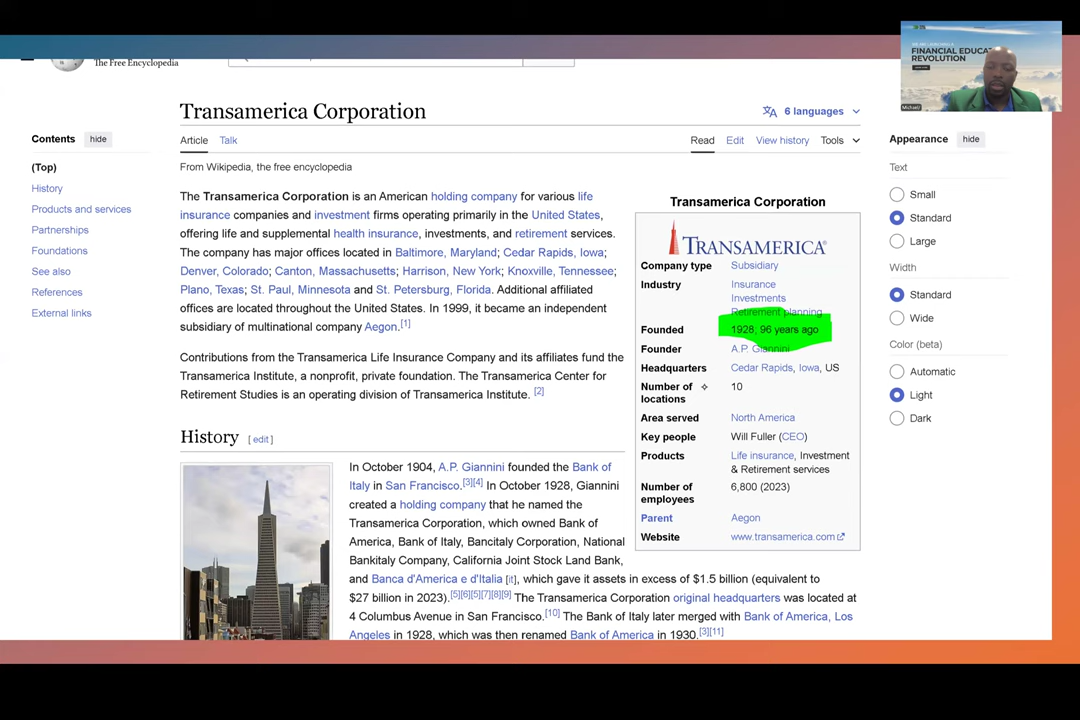 The Free Encyclopedia
FINANCIAL EDUCA
REVOLUTION
Transamerica Corporation
6 languages
Contents hide
Article Talk
Read Edit View history Tools
Appearance hide
(Top)
From Wikipedia, the free encyclopedia
Text
History
Products and services
Partnerships
Foundations
See also
References
External links
The Transamerica Corporation is an American holding company for various life
insurance companies and investment firms operating primarily in the United States,
offering life and supplemental health insurance, investments, and retirement services.
The company has major offices located in Baltimore, Maryland; Cedar Rapids, Iowa;
Denver, Colorado; Canton, Massachusetts; Harrison, New York; Knoxville, Tennessee;
Plano, Texas; St. Paul, Minnesota and St. Petersburg, Florida. Additional affiliated
offices are located throughout the United States. In 1999, it became an independent
subsidiary of multinational company Aegon.[1]
Contributions from the Transamerica Life Insurance Company and its affiliates fund the
Transamerica Institute, a nonprofit, private foundation. The Transamerica Center for
Retirement Studies is an operating division of Transamerica Institute. [2]
History [ edit ]
In October 1904, A.P. Giannini founded the Bank of
Italy in San Francisco.[3][4] In October 1928, Giannini
created a holding company that he named the
Transamerica Corporation, which owned Bank of
America, Bank of Italy, Bancitaly Corporation, National
Bankitaly Company, California Joint Stock Land Bank,
and Banca d'America e d'Italia [it], which gave it assets in excess of $1.5 billion (equivalent to
$27 billion in 2023).[5][6][5][7][8][9] The Transamerica Corporation original headquarters was located at
4 Columbus Avenue in San Francisco.[10] The Bank of Italy later merged with Bank of America, Los
Angeles in 1928, which was then renamed Bank of America in 1930.[3][11]
Transamerica Corporation
TRANSAMERICA®
Company type Subsidiary
Industry Insurance
Investments
Retirement planning
Founded 1928, 96 years ago
Founder A.P. Giannini
Headquarters Cedar Rapids, Iowa, US
Number of 10
locations
Area served North America
Key people Will Fuller (CEO)
Products Life insurance, Investment
& Retirement services
Number of 6,800 (2023)
employees
Parent Aegon
Website www.transamerica.com
Small
Standard
Large
Width
Standard
Wide
Color (beta)
Automatic
Light
Dark